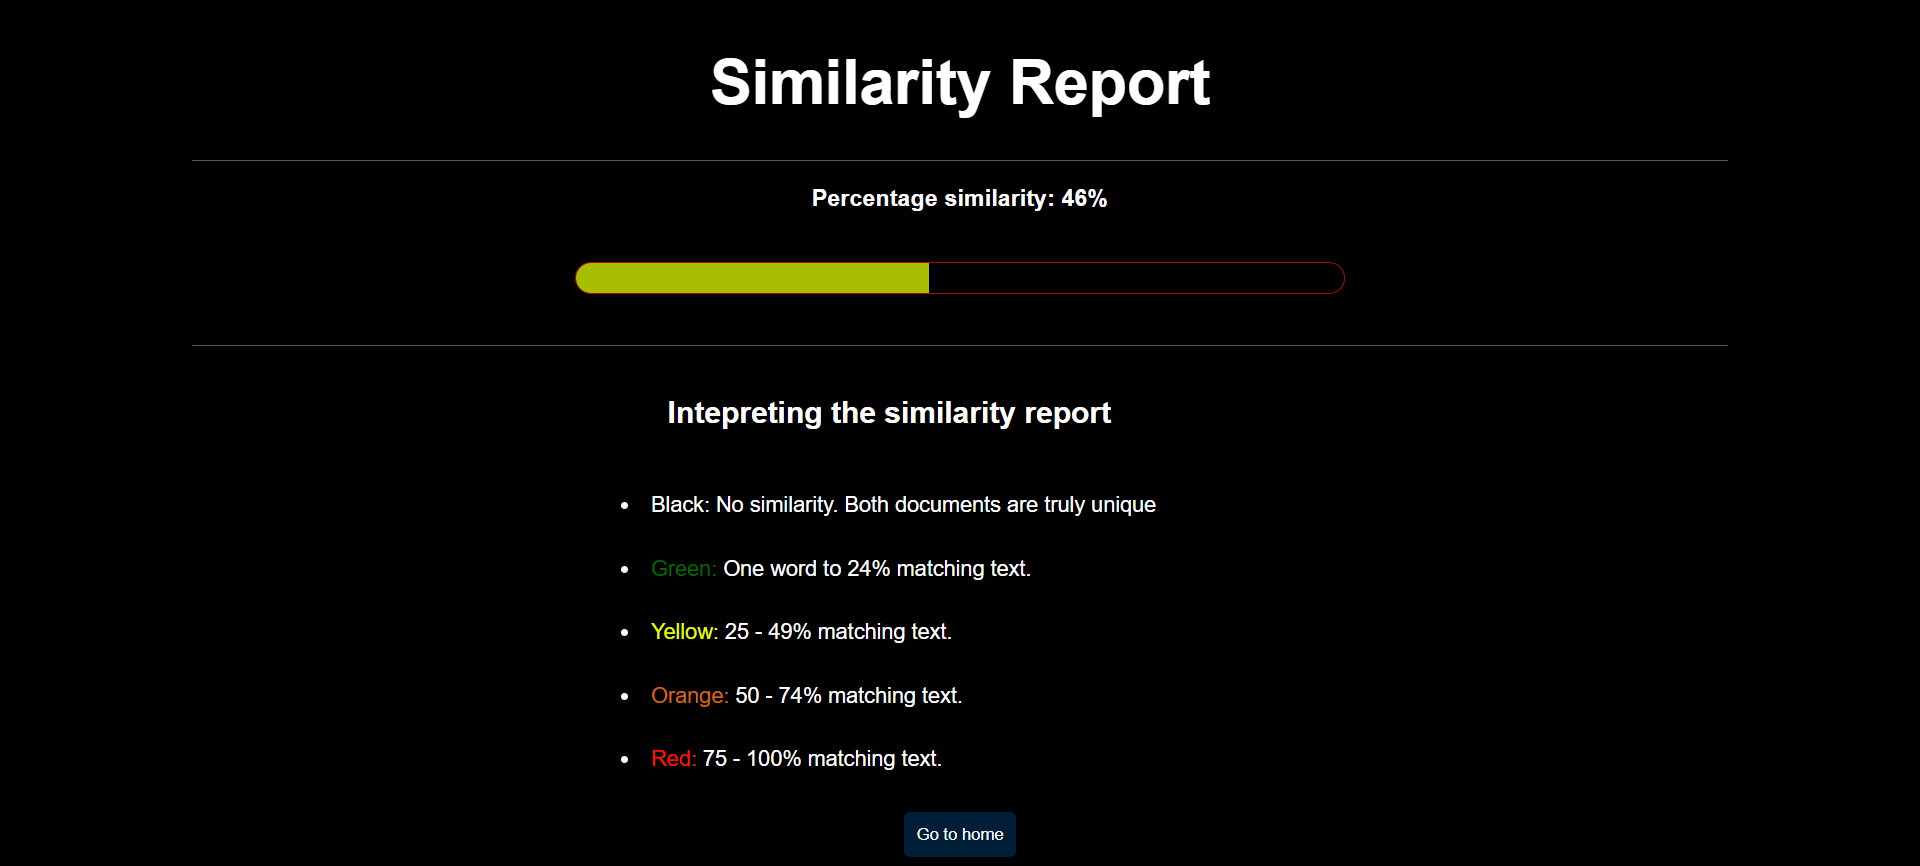 Similarity Report
Percentage similarity: 46%
Intepreting the similarity report
Black: No similarity. Both documents are truly unique
Green: One word to 24% matching text.
Yellow: 25 - 49% matching text.
Orange: 50 - 74% matching text.
Red: 75 - 100% matching text.
Go to home